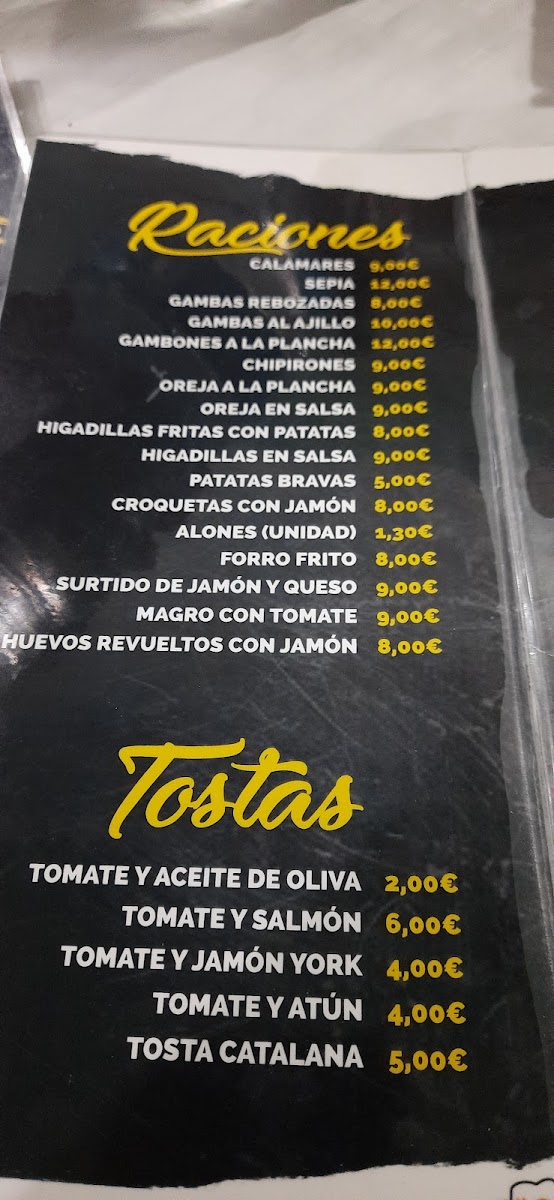 Raciones
CALAMARES 9,00€
SEPIA 12,00€
GAMBAS REBOZADAS 8,00€
GAMBAS AL AJILLO 10,00€
GAMBONES A LA PLANCHA 12,00€
CHIPIRONES 9,00€
OREJA A LA PLANCHA 9,00€
OREJA EN SALSA 9,00€
HIGADILLAS FRITAS CON PATATAS 8,00€
HIGADILLAS EN SALSA 9,00€
PATATAS BRAVAS 5,00€
CROQUETAS CON JAMÓN 8,00€
ALONES (UNIDAD) 1,30€
FORRO FRITO 8,00€
SURTIDO DE JAMÓN Y QUESO 9,00€
MAGRO CON TOMATE 9,00€
HUEVOS REVUELTOS CON JAMÓN 8,00€
Tostas
TOMATE Y ACEITE DE OLIVA 2,00€
TOMATE Y SALMÓN 6,00€
TOMATE Y JAMÓN YORK 4,00€
TOMATE Y ATÚN 4,00€
TOSTA CATALANA 5,00€